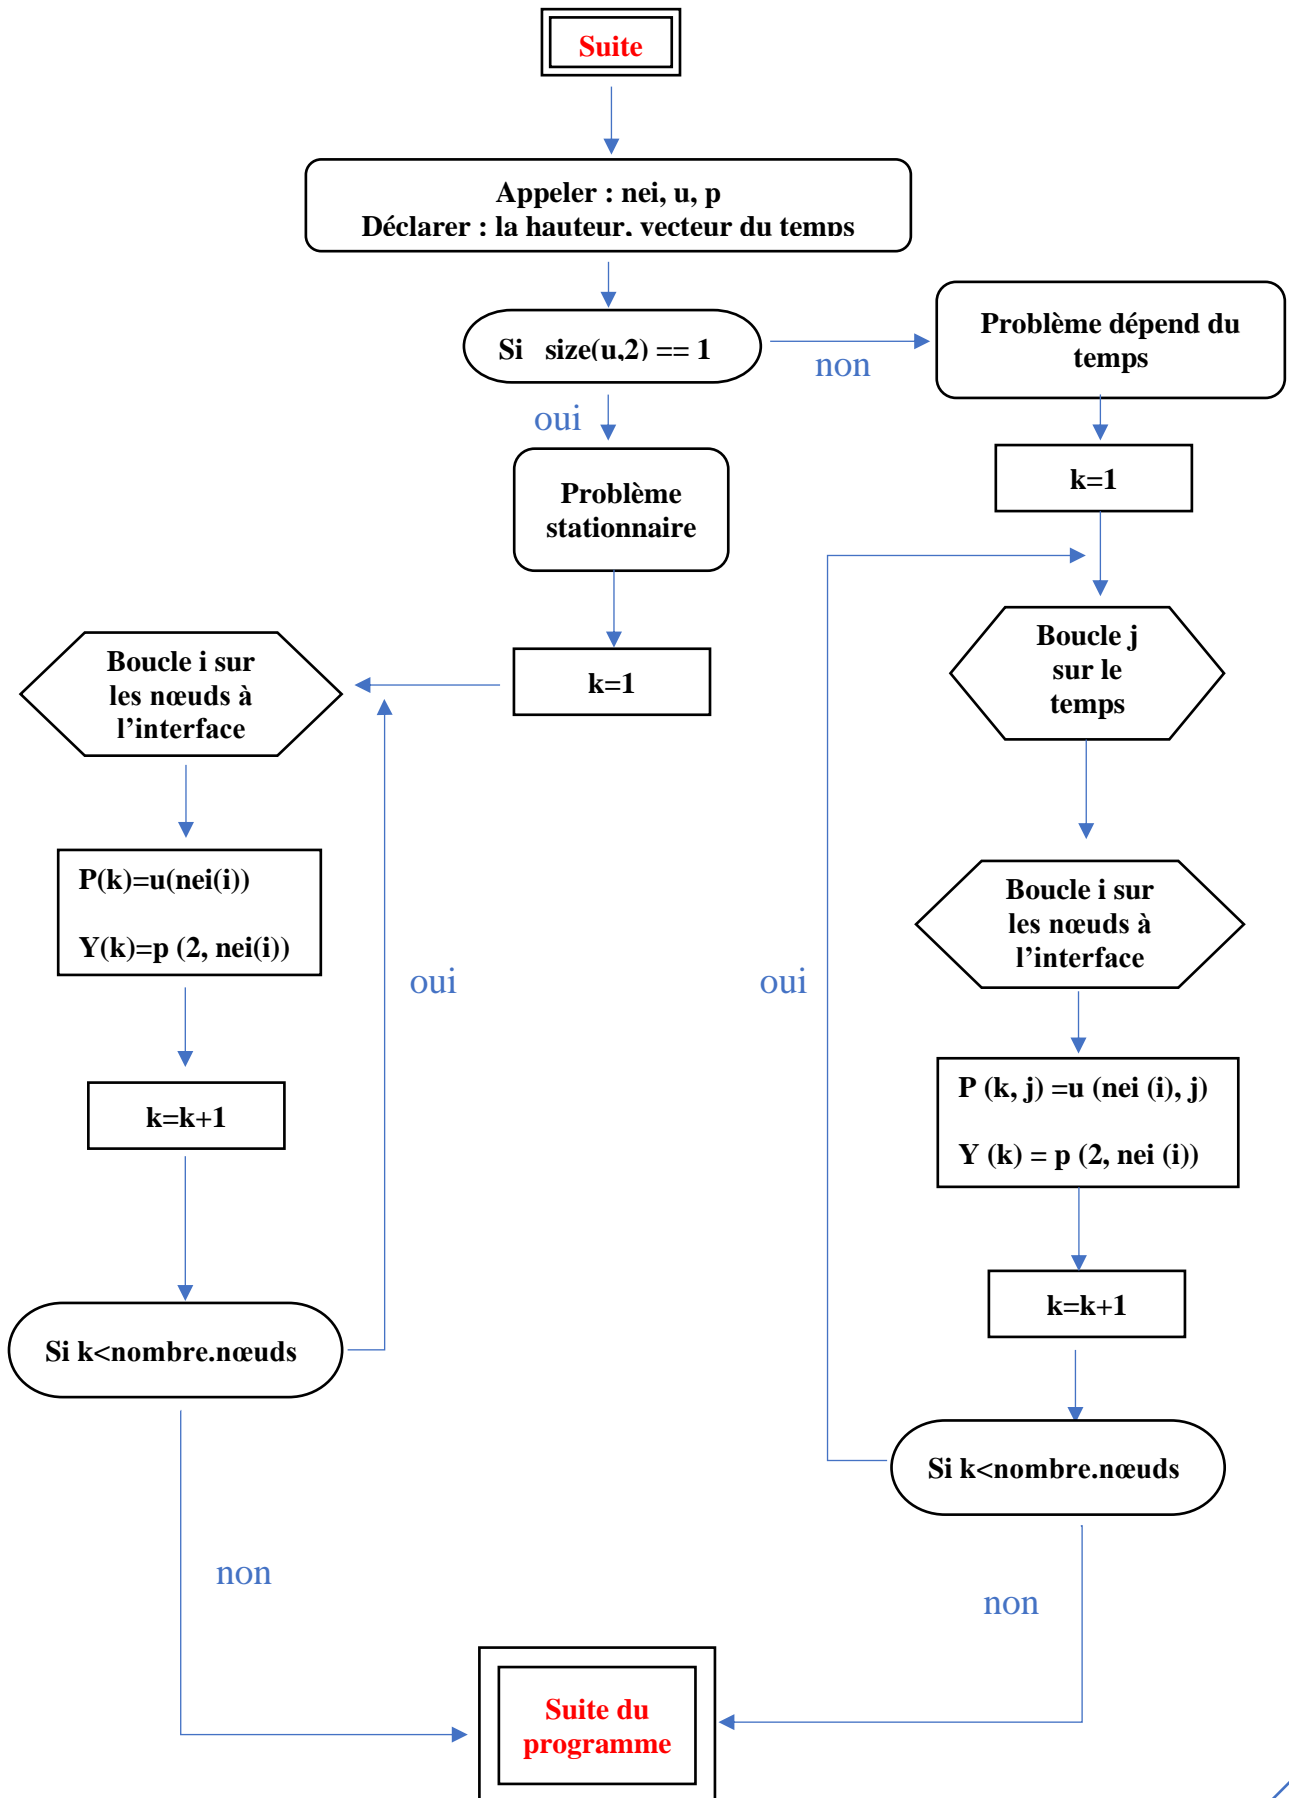 Suite
Appeler : nei, u, p
Déclarer : la hauteur, vecteur du temps
Si size(u,2) == 1
non
Problème dépend du
temps
oui
Problème
stationnaire
k=1
k=1
Boucle i sur
les nœuds à
l’interface
Boucle j
sur le
temps
P(k)=u(nei(i))
Y(k)=p (2, nei(i))
oui
k=k+1
Si k<nombre.nœuds
non
Boucle i sur
les nœuds à
l’interface
oui
P (k, j) =u (nei (i), j)
Y (k) = p (2, nei (i))
k=k+1
Si k<nombre.nœuds
non
Suite du
programme